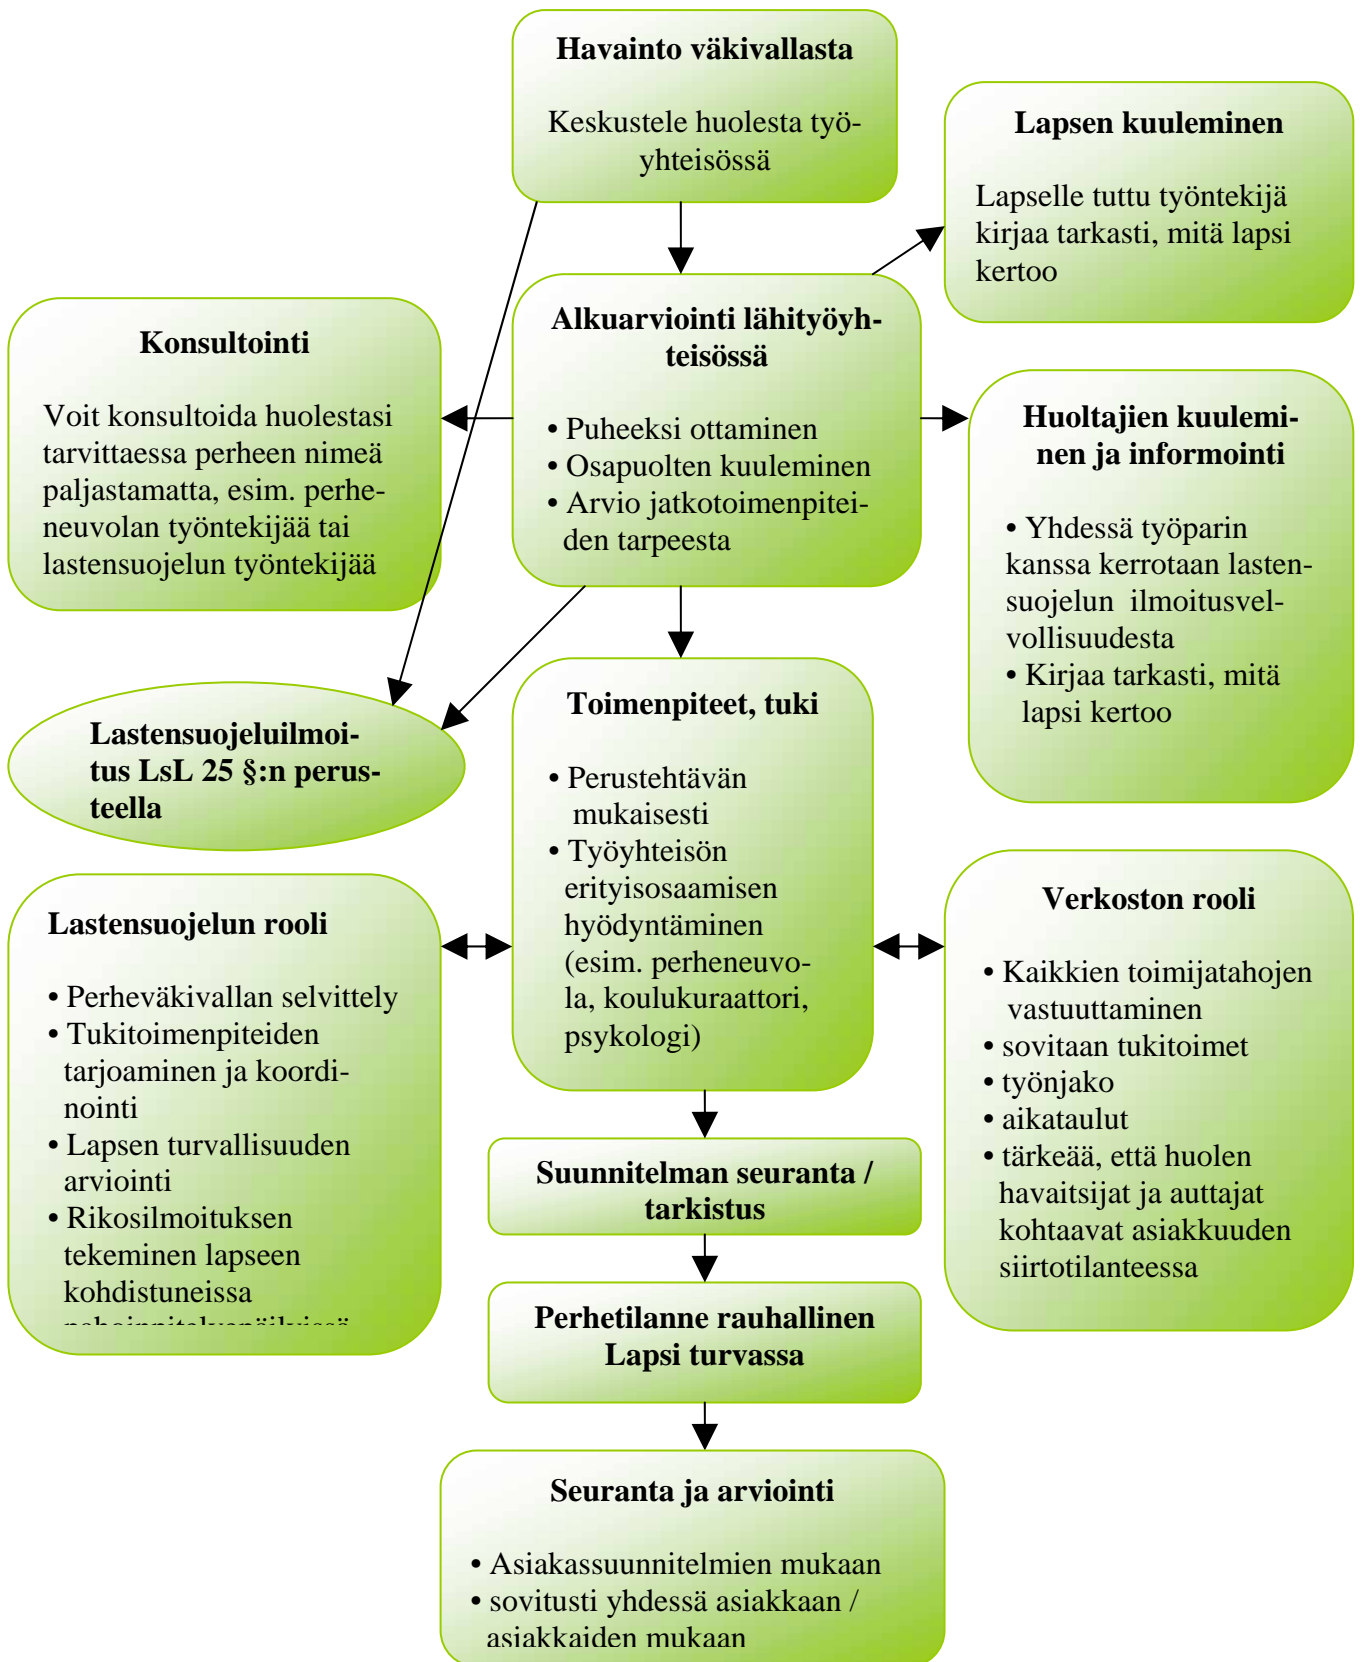 Havainto väkivallasta
Keskustele huolesta työ-
yhteisössä
Lapsen kuuleminen
Lapselle tuttu työntekijä
kirjaa tarkasti, mitä lapsi
kertoo
Alkuarviointi lähityöyh-
teisössä
• Puheeksi ottaminen
• Osapuolten kuuleminen
• Arvio jatkotoimenpitei-
den tarpeesta
Konsultointi
Voit konsultoida huolestasi
tarvittaessa perheen nimeä
paljastamatta, esim. perhe-
neuvolan työntekijää tai
lastensuojelun työntekijää
Huoltajien kuulemi-
nen ja informointi
• Yhdessä työparin
kanssa kerrotaan lasten-
suojelun ilmoitusvel-
vollisuudesta
• Kirjaa tarkasti, mitä
lapsi kertoo
Lastensuojeluilmoi-
tus LsL 25 §:n perus-
teella
Toimenpiteet, tuki
• Perustehtävän
mukaisesti
• Työyhteisön
erityisosaamisen
hyödyntäminen
(esim. perheneuvo-
la, koulukuraattori,
psykologi)
Lastensuojelun rooli
• Perheväkivallan selvittely
• Tukitoimenpiteiden
tarjoaminen ja koordi-
nointi
• Lapsen turvallisuuden
arviointi
• Rikosilmoituksen
tekeminen lapseen
kohdistuneissa
Verkoston rooli
• Kaikkien toimijatahojen
vastuuttaminen
• sovitaan tukitoimet
• työnjako
• aikataulut
• tärkeää, että huolen
havaitsijat ja auttajat
kohtaavat asiakkuuden
siirtotilanteessa
Suunnitelman seuranta /
tarkistus
Perhetilanne rauhallinen
Lapsi turvassa
Seuranta ja arviointi
• Asiakassuunnitelmien mukaan
• sovitusti yhdessä asiakkaan /
asiakkaiden mukaan